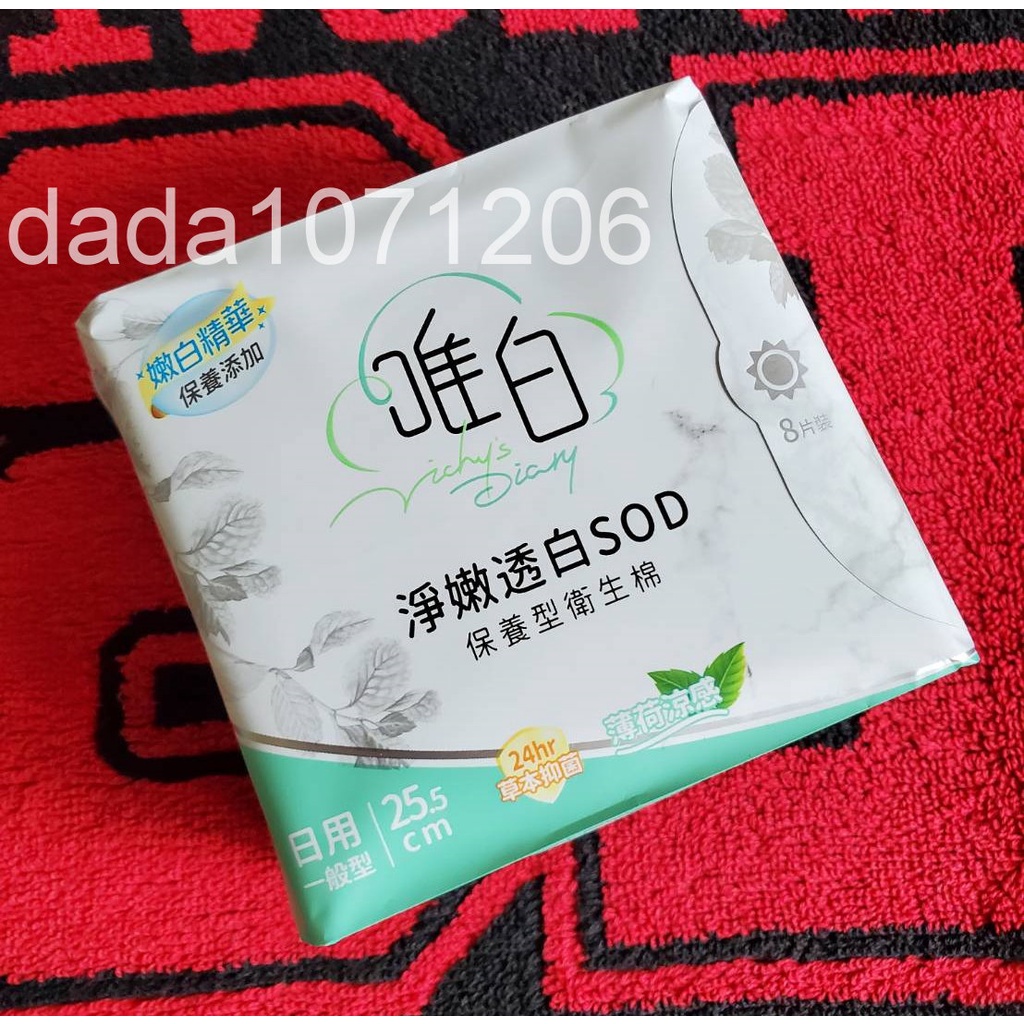 dada1071206
嫩白精華
保養添加
唯白
Vichy's
Diary
8片裝
淨嫩透白SOD
保養型衛生棉
薄荷涼感
24hr
草本抑菌
日用
一般型
25.5
cm